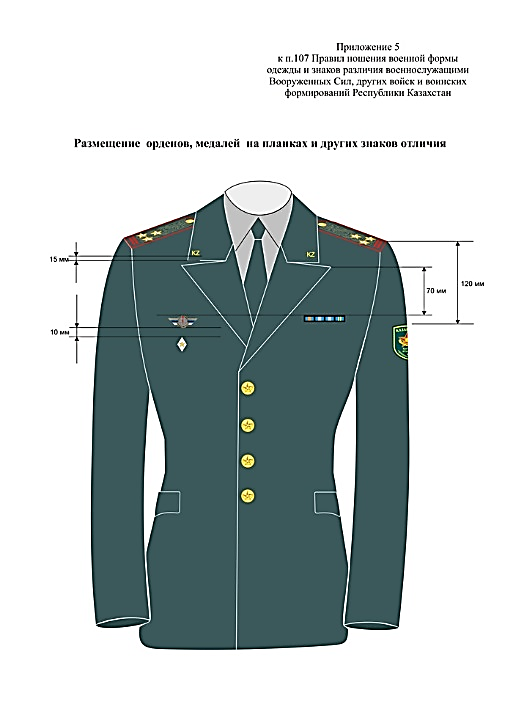 Приложение 5
к п.107 Правил ношения военной формы
одежды и знаков различия военнослужащими
Вооруженных Сил, других войск и воинских
формирований Республики Казахстан
Размещение орденов, медалей на планках и других знаков отличия
KZ
KZ
15 мм
120 мм
70 мм
10 мм